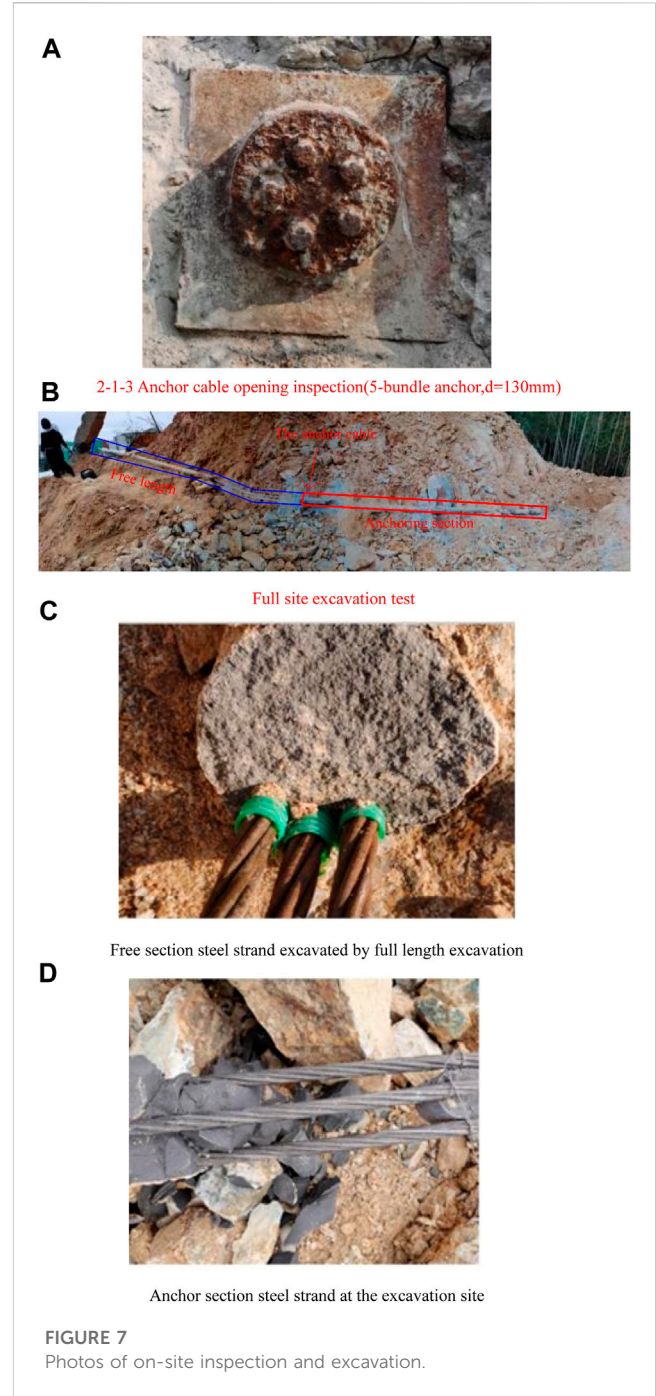 A
2-1-3 Anchor cable opening inspection(5-bundle anchor,d=130mm)
B
The anchor cable
Free length
Anchoring section
Full site excavation test
C
Free section steel strand excavated by full length excavation
D
Anchor section steel strand at the excavation site
FIGURE 7
Photos of on-site inspection and excavation.